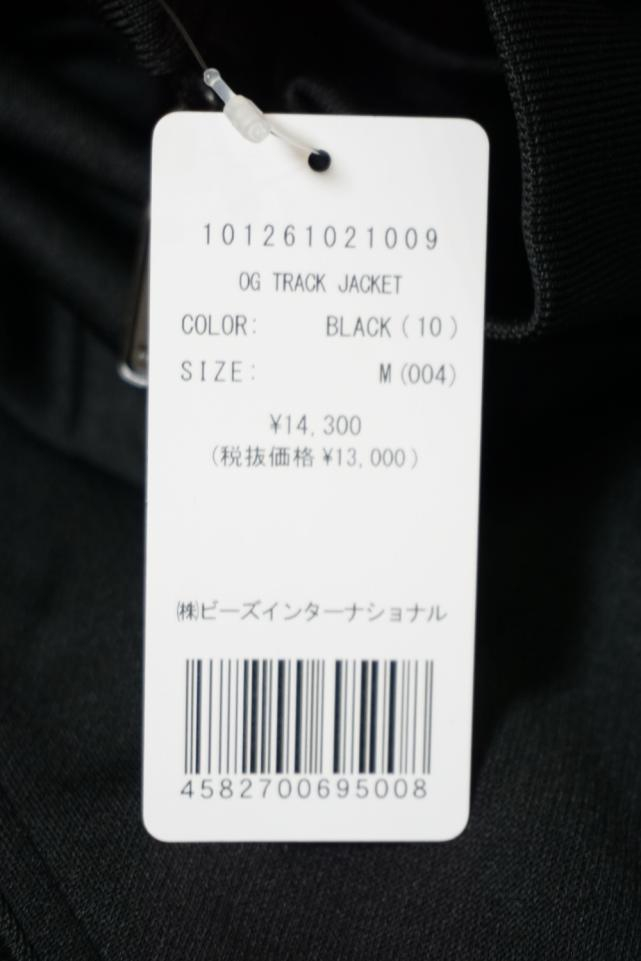 101261021009
OG TRACK JACKET
COLOR: BLACK(10)
SIZE: M(004)
¥14,300
(税抜価格¥13,000)
㈱ビーズインターナショナル
4582700695008